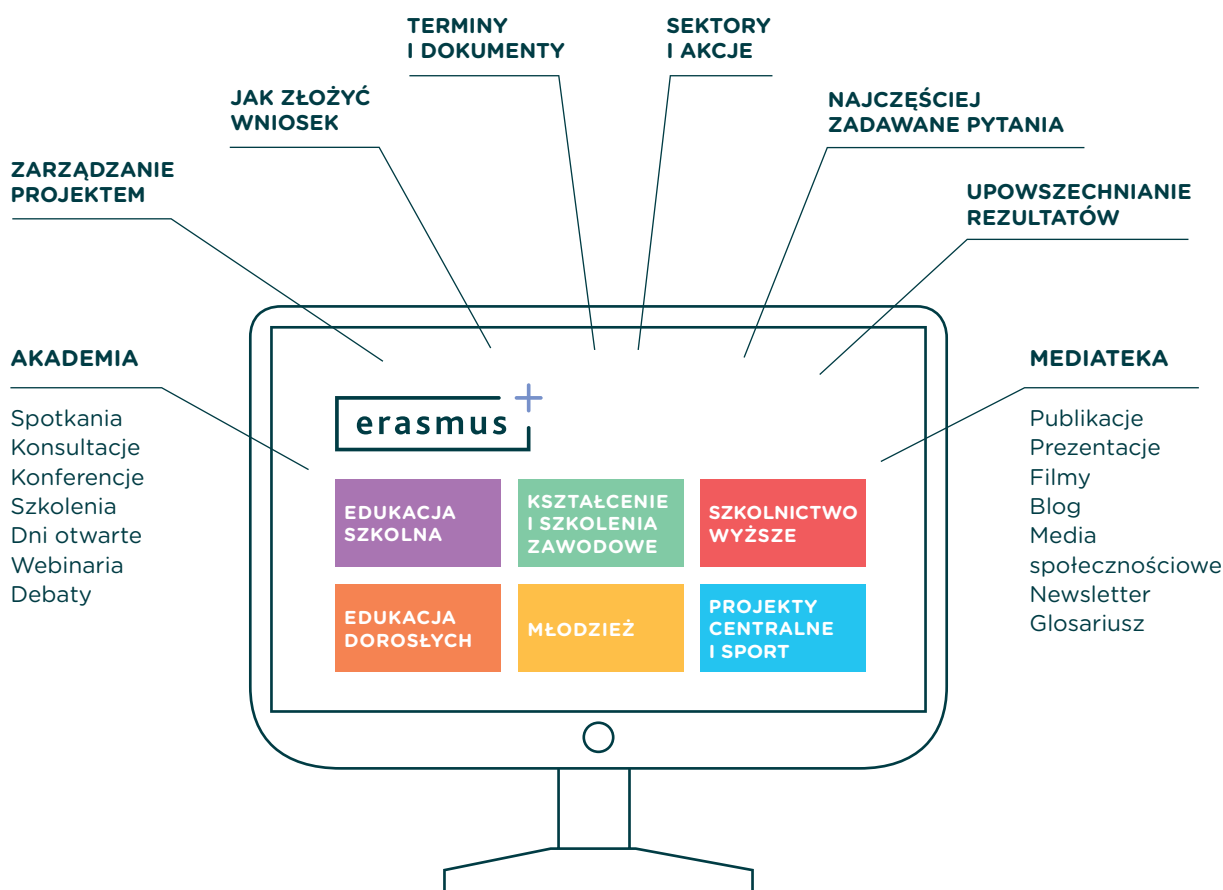 TERMINY
I DOKUMENTY
SEKTORY
I AKCJE
JAK ZŁOŻYĆ
WNIOSEK
NAJCZĘŚCIEJ
ZADAWANE PYTANIA
ZARZĄDZANIE
PROJEKTEM
UPOWSZECHNIANIE
REZULTATÓW
AKADEMIA
Spotkania
Konsultacje
Konferencje
Szkolenia
Dni otwarte
Webinaria
Debaty
erasmus+
EDUKACJA
SZKOLNA
KSZTAŁCENIE
I SZKOLENIA
ZAWODOWE
SZKOLNICTWO
WYŻSZE
EDUKACJA
DOROSŁYCH
MŁODZIEŻ
PROJEKTY
CENTRALNE
I SPORT
MEDIATEKA
Publikacje
Prezentacje
Filmy
Blog
Media
społecznościowe
Newsletter
Glosariusz